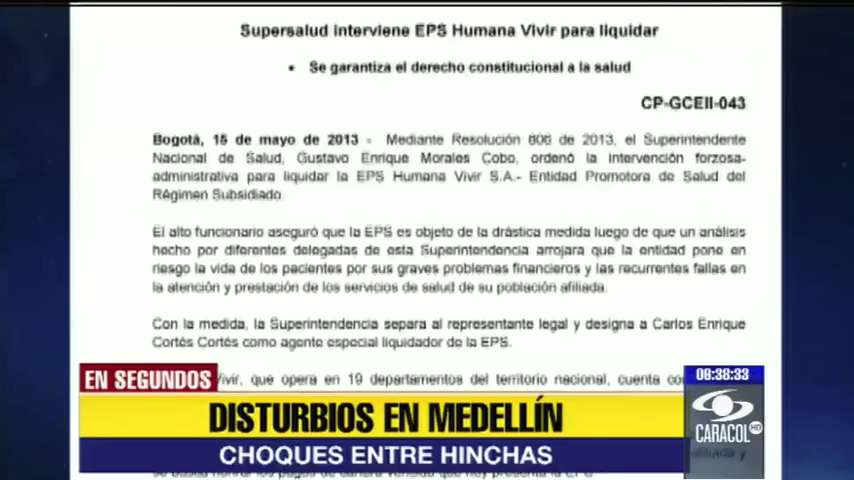 Supersalud interviene EPS Humana Vivir para liquidar
• Se garantiza el derecho constitucional a la salud
CP-GCEII-043
Bogotá, 15 de mayo de 2013 - Mediante Resolución 806 de 2013, el Superintendente
Nacional de Salud, Gustavo Enrique Morales Cobo, ordenó la intervención forzosa-
administrativa para liquidar la EPS Humana Vivir S.A.- Entidad Promotora de Salud del
Régimen Subsidiado.
El alto funcionario aseguró que la EPS es objeto de la drástica medida luego de que un análisis
hecho por diferentes delegadas de esta Superintendencia arrojara que la entidad pone en
riesgo la vida de los pacientes por sus graves problemas financieros y las recurrentes fallas en
la atención y prestación de los servicios de salud de su población afiliada.
Con la medida, la Superintendencia separa al representante legal y designa a Carlos Enrique
Cortés Cortés como agente especial liquidador de la EPS.
Vivir, que opera en 19 departamentos del territorio nacional, cuenta
EN SEGUNDOS
08:38:33
DISTURBIOS EN MEDELLÍN
CHOQUES ENTRE HINCHAS
CARACOL HD